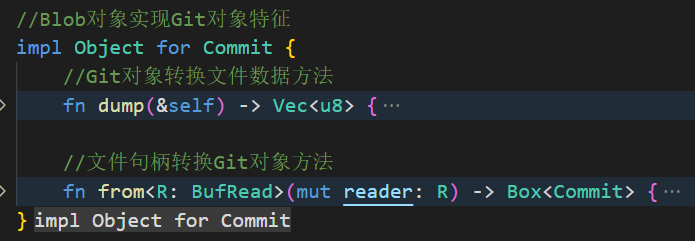 //Blob对象实现Git对象特征
impl Object for Commit {
//Git对象转换文件数据方法
fn dump(&self) -> Vec<u8> {…
//文件句柄转换Git对象方法
fn from<R: BufRead>(mut reader: R) -> Box<Commit> {…
} impl Object for Commit